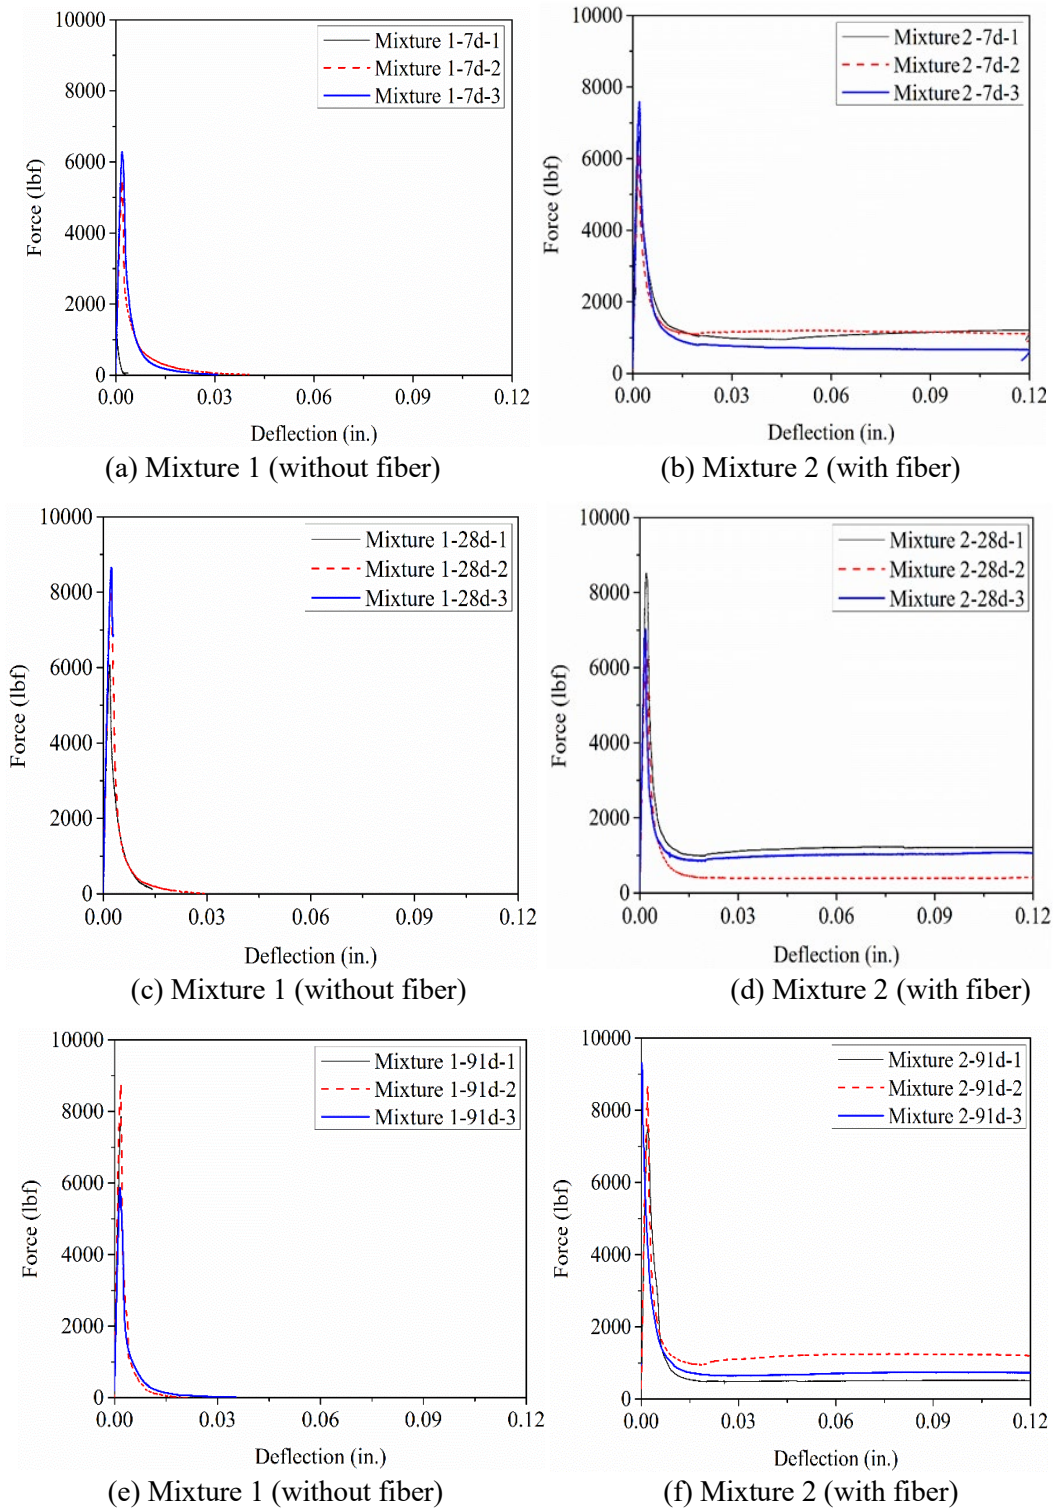 10000
8000
6000
4000
2000
0
Force (lbf)
Mixture 1-7d-1
Mixture 1-7d-2
Mixture 1-7d-3
0.00 0.03 0.06 0.09 0.12
Deflection (in.)
(a) Mixture 1 (without fiber)
10000
8000
6000
4000
2000
0
Force (lbf)
Mixture 2 -7d-1
Mixture 2 -7d-2
Mixture 2 -7d-3
0.00 0.03 0.06 0.09 0.12
Deflection (in.)
(b) Mixture 2 (with fiber)
10000
8000
6000
4000
2000
0
Force (lbf)
Mixture 1-28d-1
Mixture 1-28d-2
Mixture 1-28d-3
0.00 0.03 0.06 0.09 0.12
Deflection (in.)
(c) Mixture 1 (without fiber)
10000
8000
6000
4000
2000
0
Force (lbf)
Mixture 2-28d-1
Mixture 2-28d-2
Mixture 2-28d-3
0.00 0.03 0.06 0.09 0.12
Deflection (in.)
(d) Mixture 2 (with fiber)
10000
8000
6000
4000
2000
0
Force (lbf)
Mixture 1-91d-1
Mixture 1-91d-2
Mixture 1-91d-3
0.00 0.03 0.06 0.09 0.12
Deflection (in.)
(e) Mixture 1 (without fiber)
10000
8000
6000
4000
2000
0
Force (lbf)
Mixture 2-91d-1
Mixture 2-91d-2
Mixture 2-91d-3
0.00 0.03 0.06 0.09 0.12
Deflection (in.)
(f) Mixture 2 (with fiber)